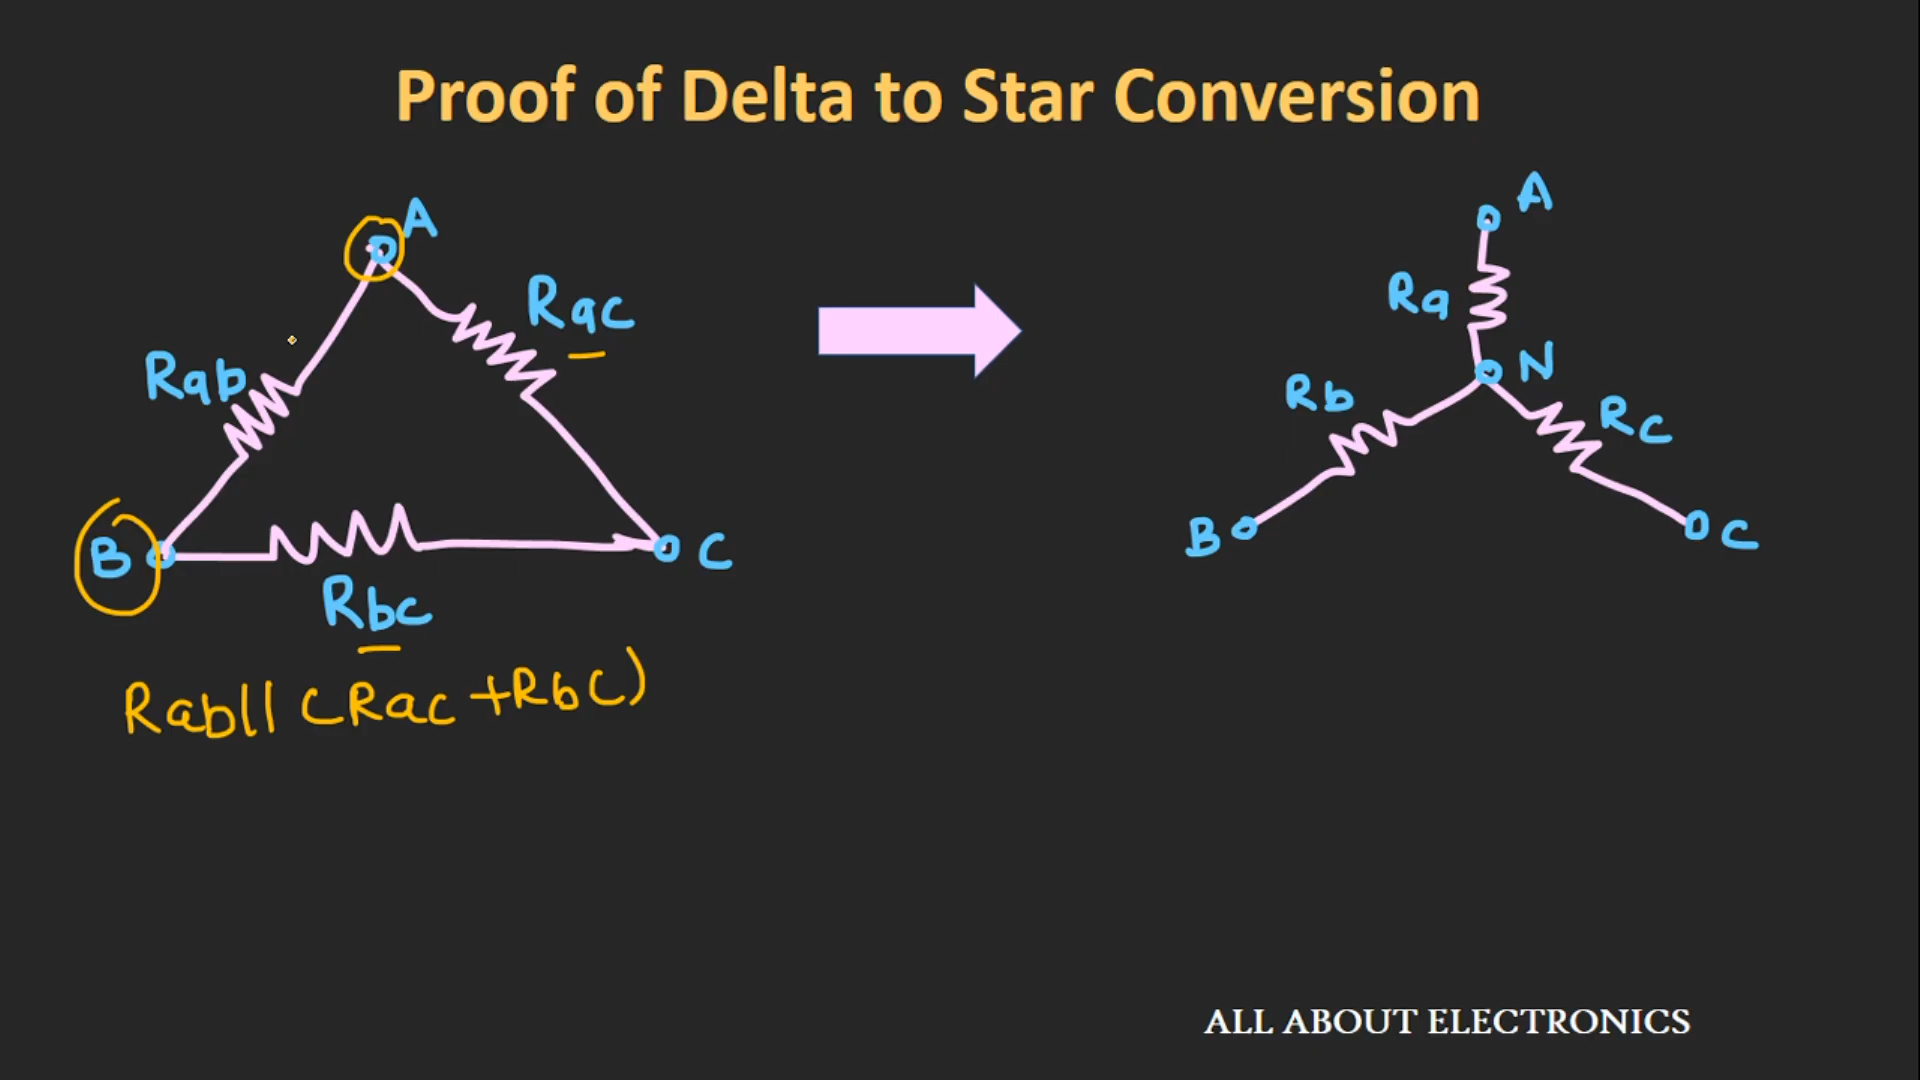 Proof of Delta to Star Conversion
A
Rac
Rab
B
C
Rbc
Rab||(Rac+Rbc)
A
Ra
N
Rb
Rc
B
C
ALL ABOUT ELECTRONICS